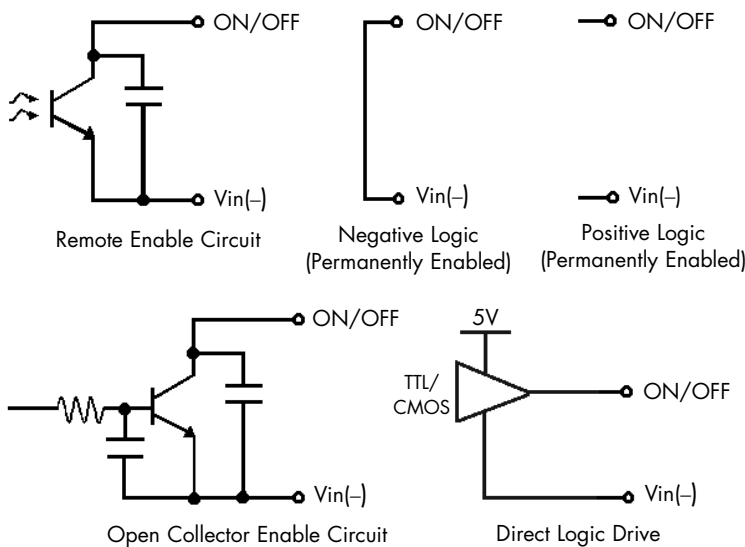 ON/OFF
Vin(–)
Remote Enable Circuit
ON/OFF
Vin(–)
Negative Logic
(Permanently Enabled)
ON/OFF
Vin(–)
Positive Logic
(Permanently Enabled)
ON/OFF
Vin(–)
Open Collector Enable Circuit
5V
TTL/
CMOS
ON/OFF
Vin(–)
Direct Logic Drive